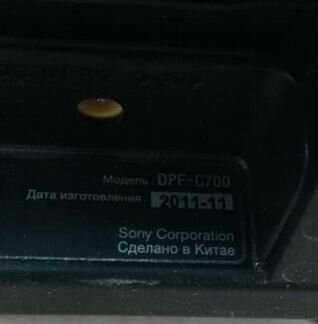 Модель : DPF-C700
Дата изготовления : 2011-11
Sony Corporation
Сделано в Китае